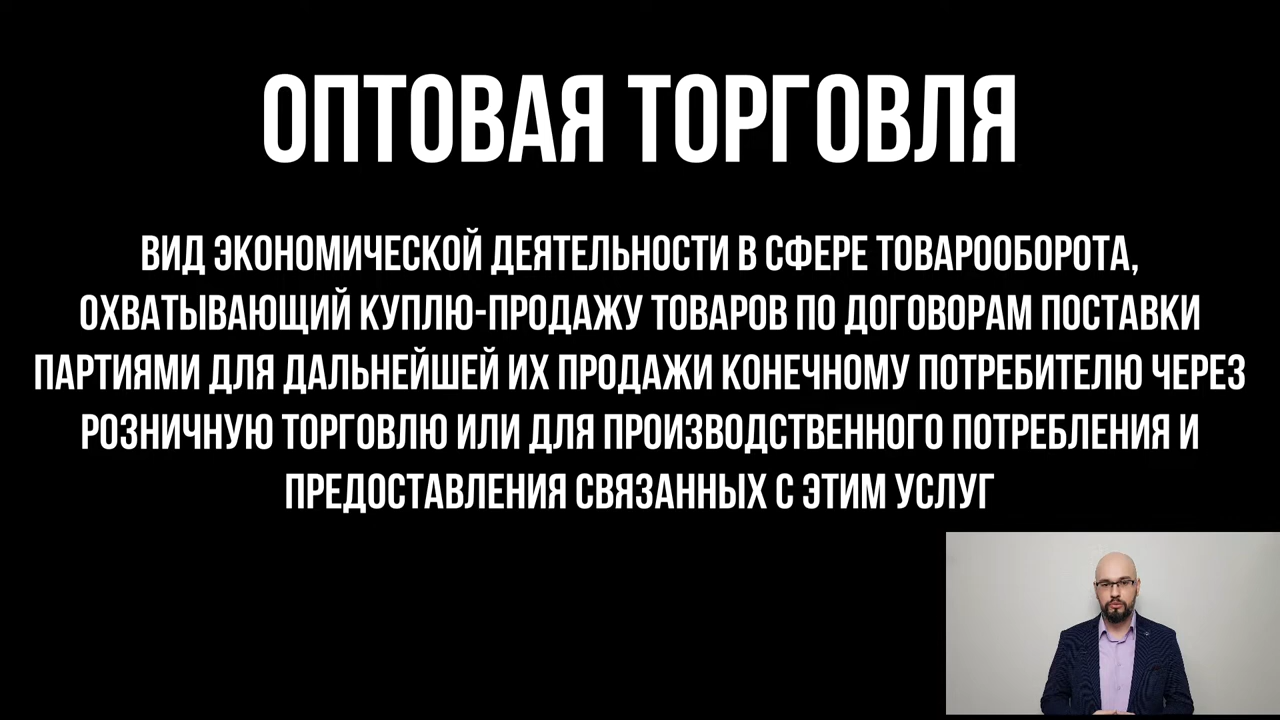 ОПТОВАЯ ТОРГОВЛЯ
ВИД ЭКОНОМИЧЕСКОЙ ДЕЯТЕЛЬНОСТИ В СФЕРЕ ТОВАРООБОРОТА,
ОХВАТЫВАЮЩИЙ КУПЛЮ-ПРОДАЖУ ТОВАРОВ ПО ДОГОВОРАМ ПОСТАВКИ
ПАРТИЯМИ ДЛЯ ДАЛЬНЕЙШЕЙ ИХ ПРОДАЖИ КОНЕЧНОМУ ПОТРЕБИТЕЛЮ ЧЕРЕЗ
РОЗНИЧНУЮ ТОРГОВЛЮ ИЛИ ДЛЯ ПРОИЗВОДСТВЕННОГО ПОТРЕБЛЕНИЯ И
ПРЕДОСТАВЛЕНИЯ СВЯЗАННЫХ С ЭТИМ УСЛУГ